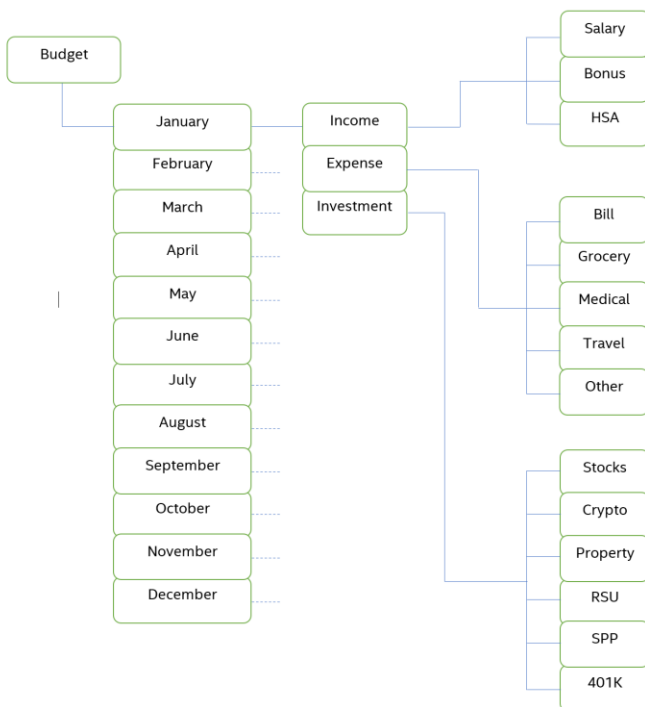 Budget
January
February
March
April
May
June
July
August
September
October
November
December
Income
Expense
Investment
Salary
Bonus
HSA
Bill
Grocery
Medical
Travel
Other
Stocks
Crypto
Property
RSU
SPP
401K